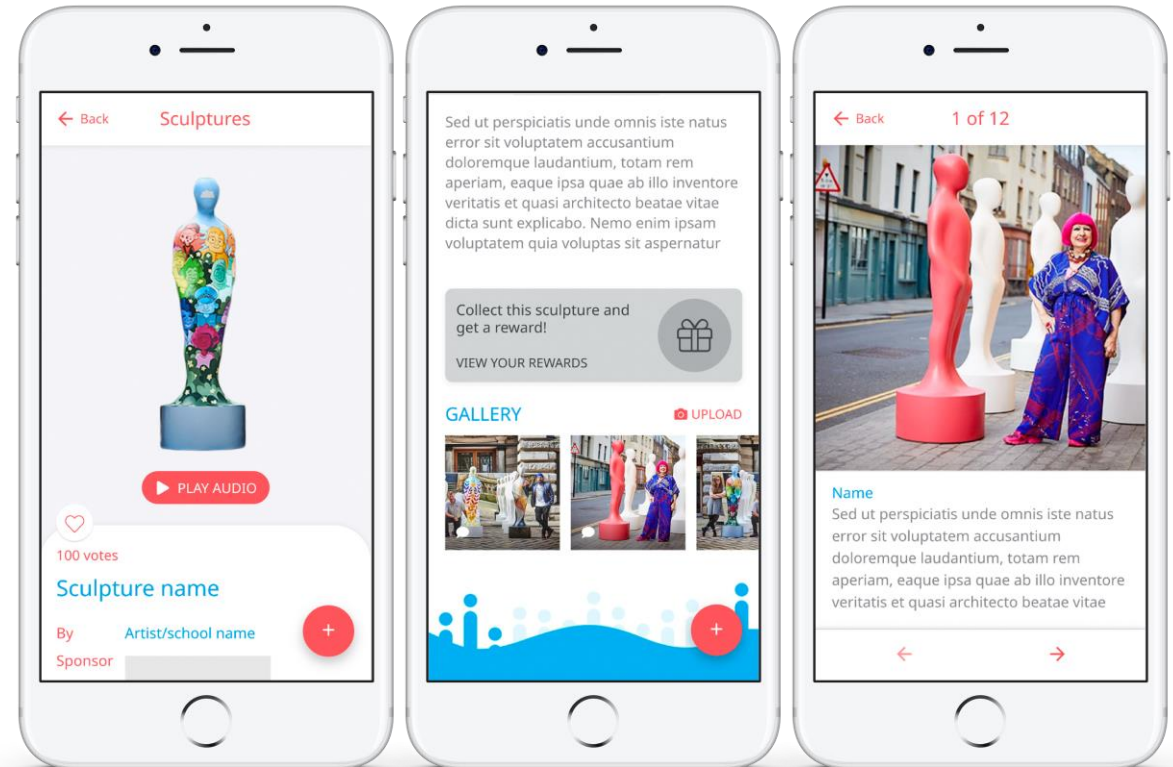 Back
Sculptures
PLAY AUDIO
100 votes
Sculpture name
By
Artist/school name
Sponsor
Sed ut perspiciatis unde omnis iste natus
error sit voluptatem accusantium
doloremque laudantium, totam rem
aperiam, eaque ipsa quae ab illo inventore
veritatis et quasi architecto beatae vitae
dicta sunt explicabo. Nemo enim ipsam
voluptatem quia voluptas sit aspernatur
Collect this sculpture and
get a reward!
VIEW YOUR REWARDS
GALLERY
UPLOAD
Back
1 of 12
Name
Sed ut perspiciatis unde omnis iste natus
error sit voluptatem accusantium
doloremque laudantium, totam rem
aperiam, eaque ipsa quae ab illo inventore
veritatis et quasi architecto beatae vitae